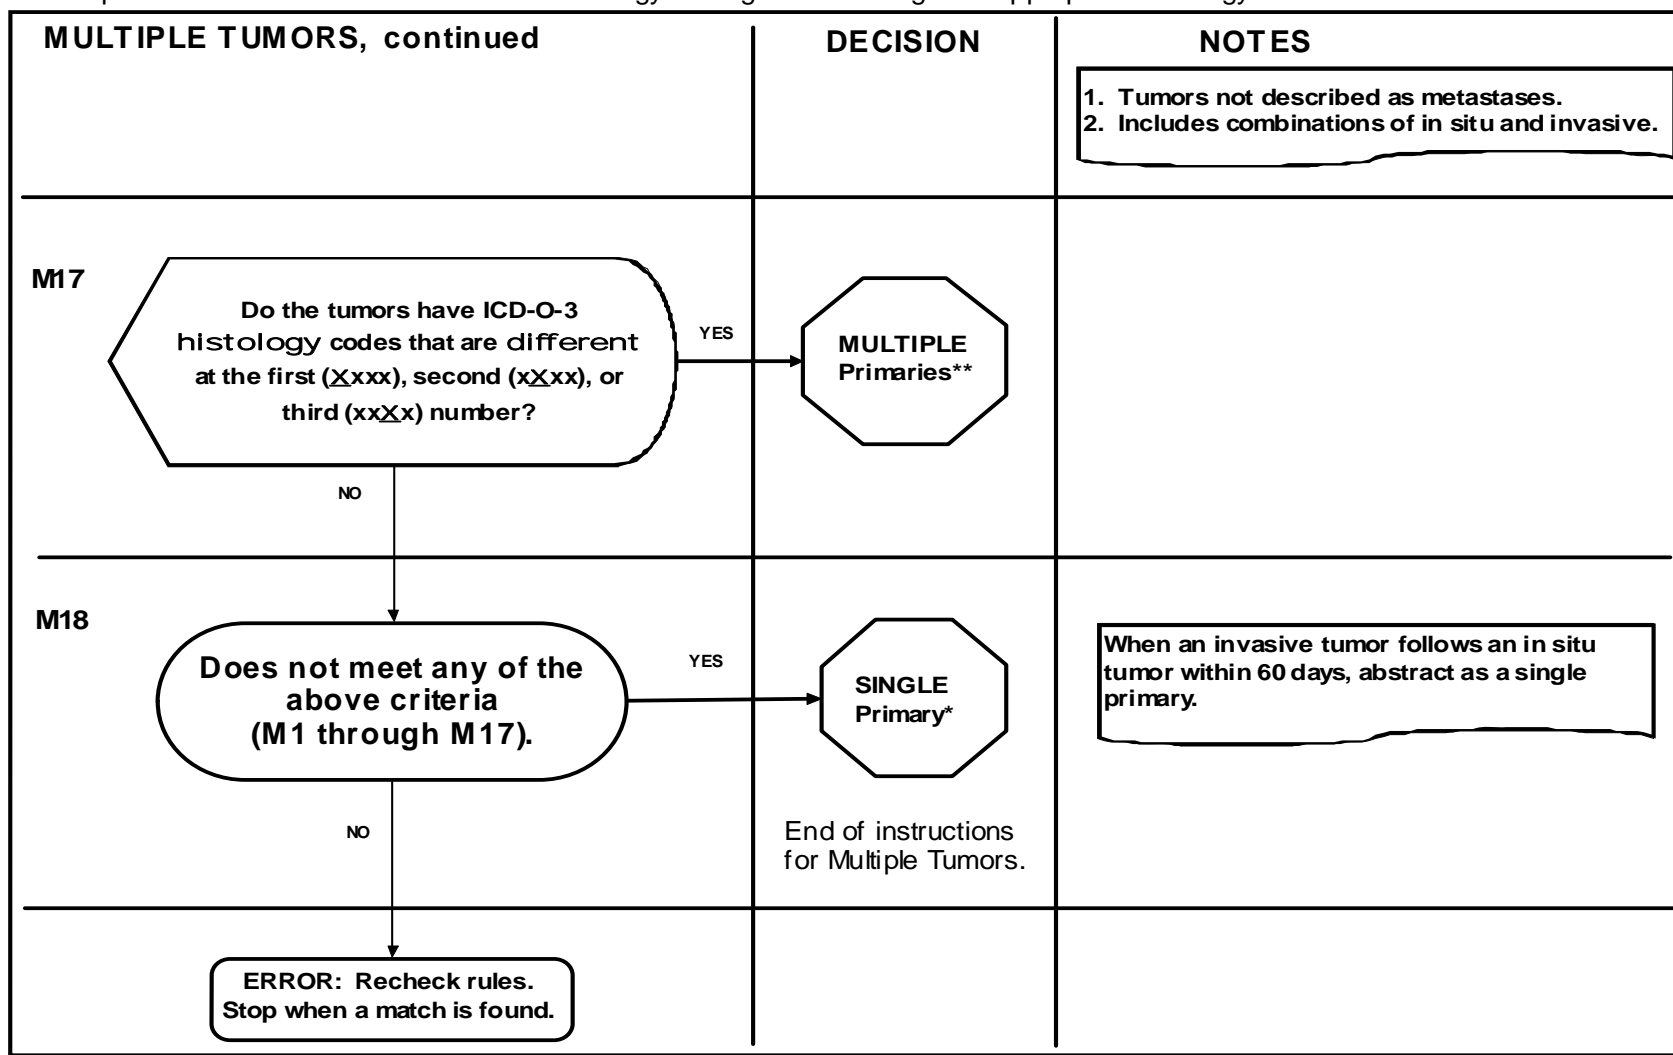 MULTIPLE TUMORS, continued
DECISION
NOTES
1. Tumors not described as metastases.
2. Includes combinations of in situ and invasive.
M17
Do the tumors have ICD-O-3
histology codes that are different
at the first (Xxxx), second (xXxx), or
third (xxXx) number?
YES
MULTIPLE
Primaries**
NO
M18
Does not meet any of the
above criteria
(M1 through M17).
YES
SINGLE
Primary*
When an invasive tumor follows an in situ
tumor within 60 days, abstract as a single
primary.
NO
End of instructions
for Multiple Tumors.
ERROR: Recheck rules.
Stop when a match is found.